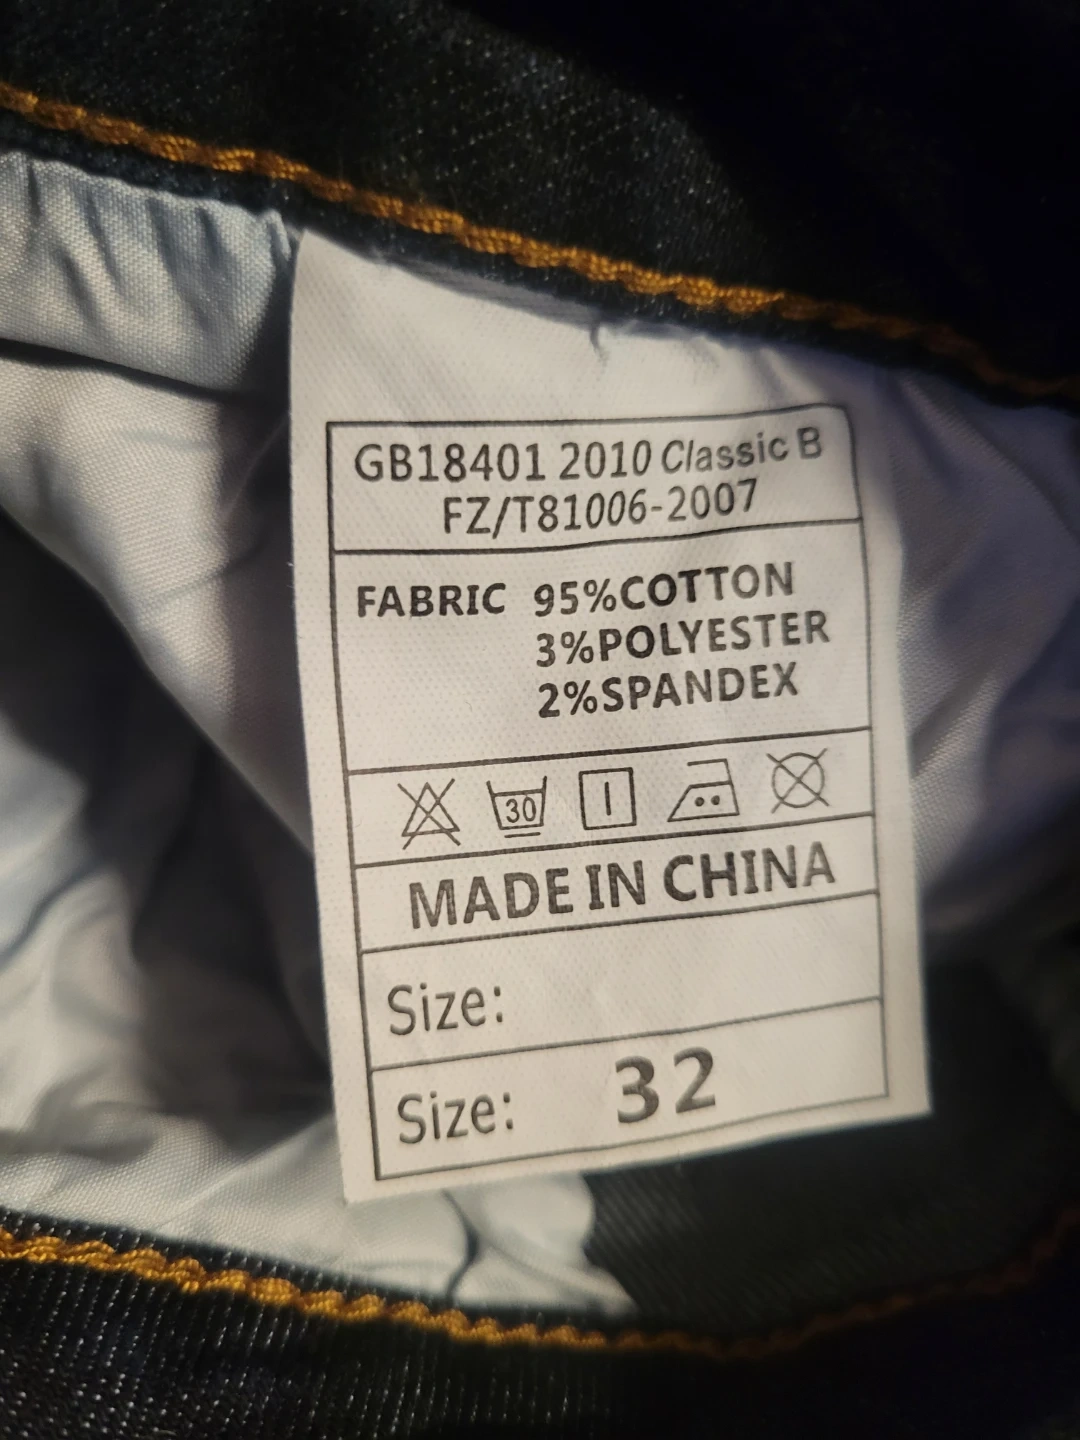 GB18401 2010 Classic B
FZ/T81006-2007
FABRIC 95%COTTON
3%POLYESTER
2%SPANDEX
30
MADE IN CHINA
Size:
Size: 32